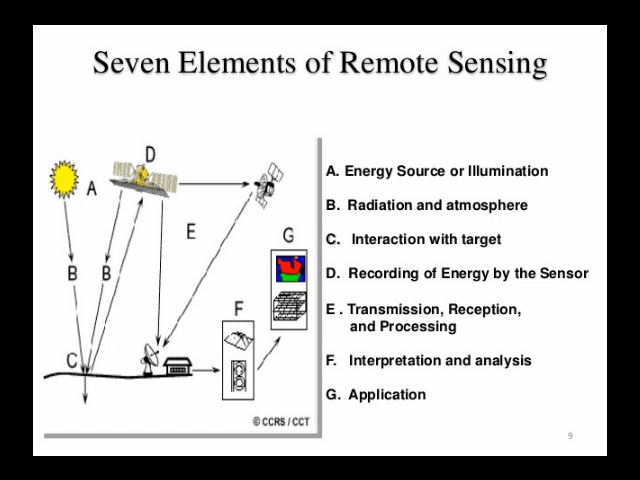 Seven Elements of Remote Sensing
D
A
E
B
B
G
F
C
© CCRS / CCT
A. Energy Source or Illumination
B. Radiation and atmosphere
C. Interaction with target
D. Recording of Energy by the Sensor
E . Transmission, Reception,
and Processing
F. Interpretation and analysis
G. Application
9